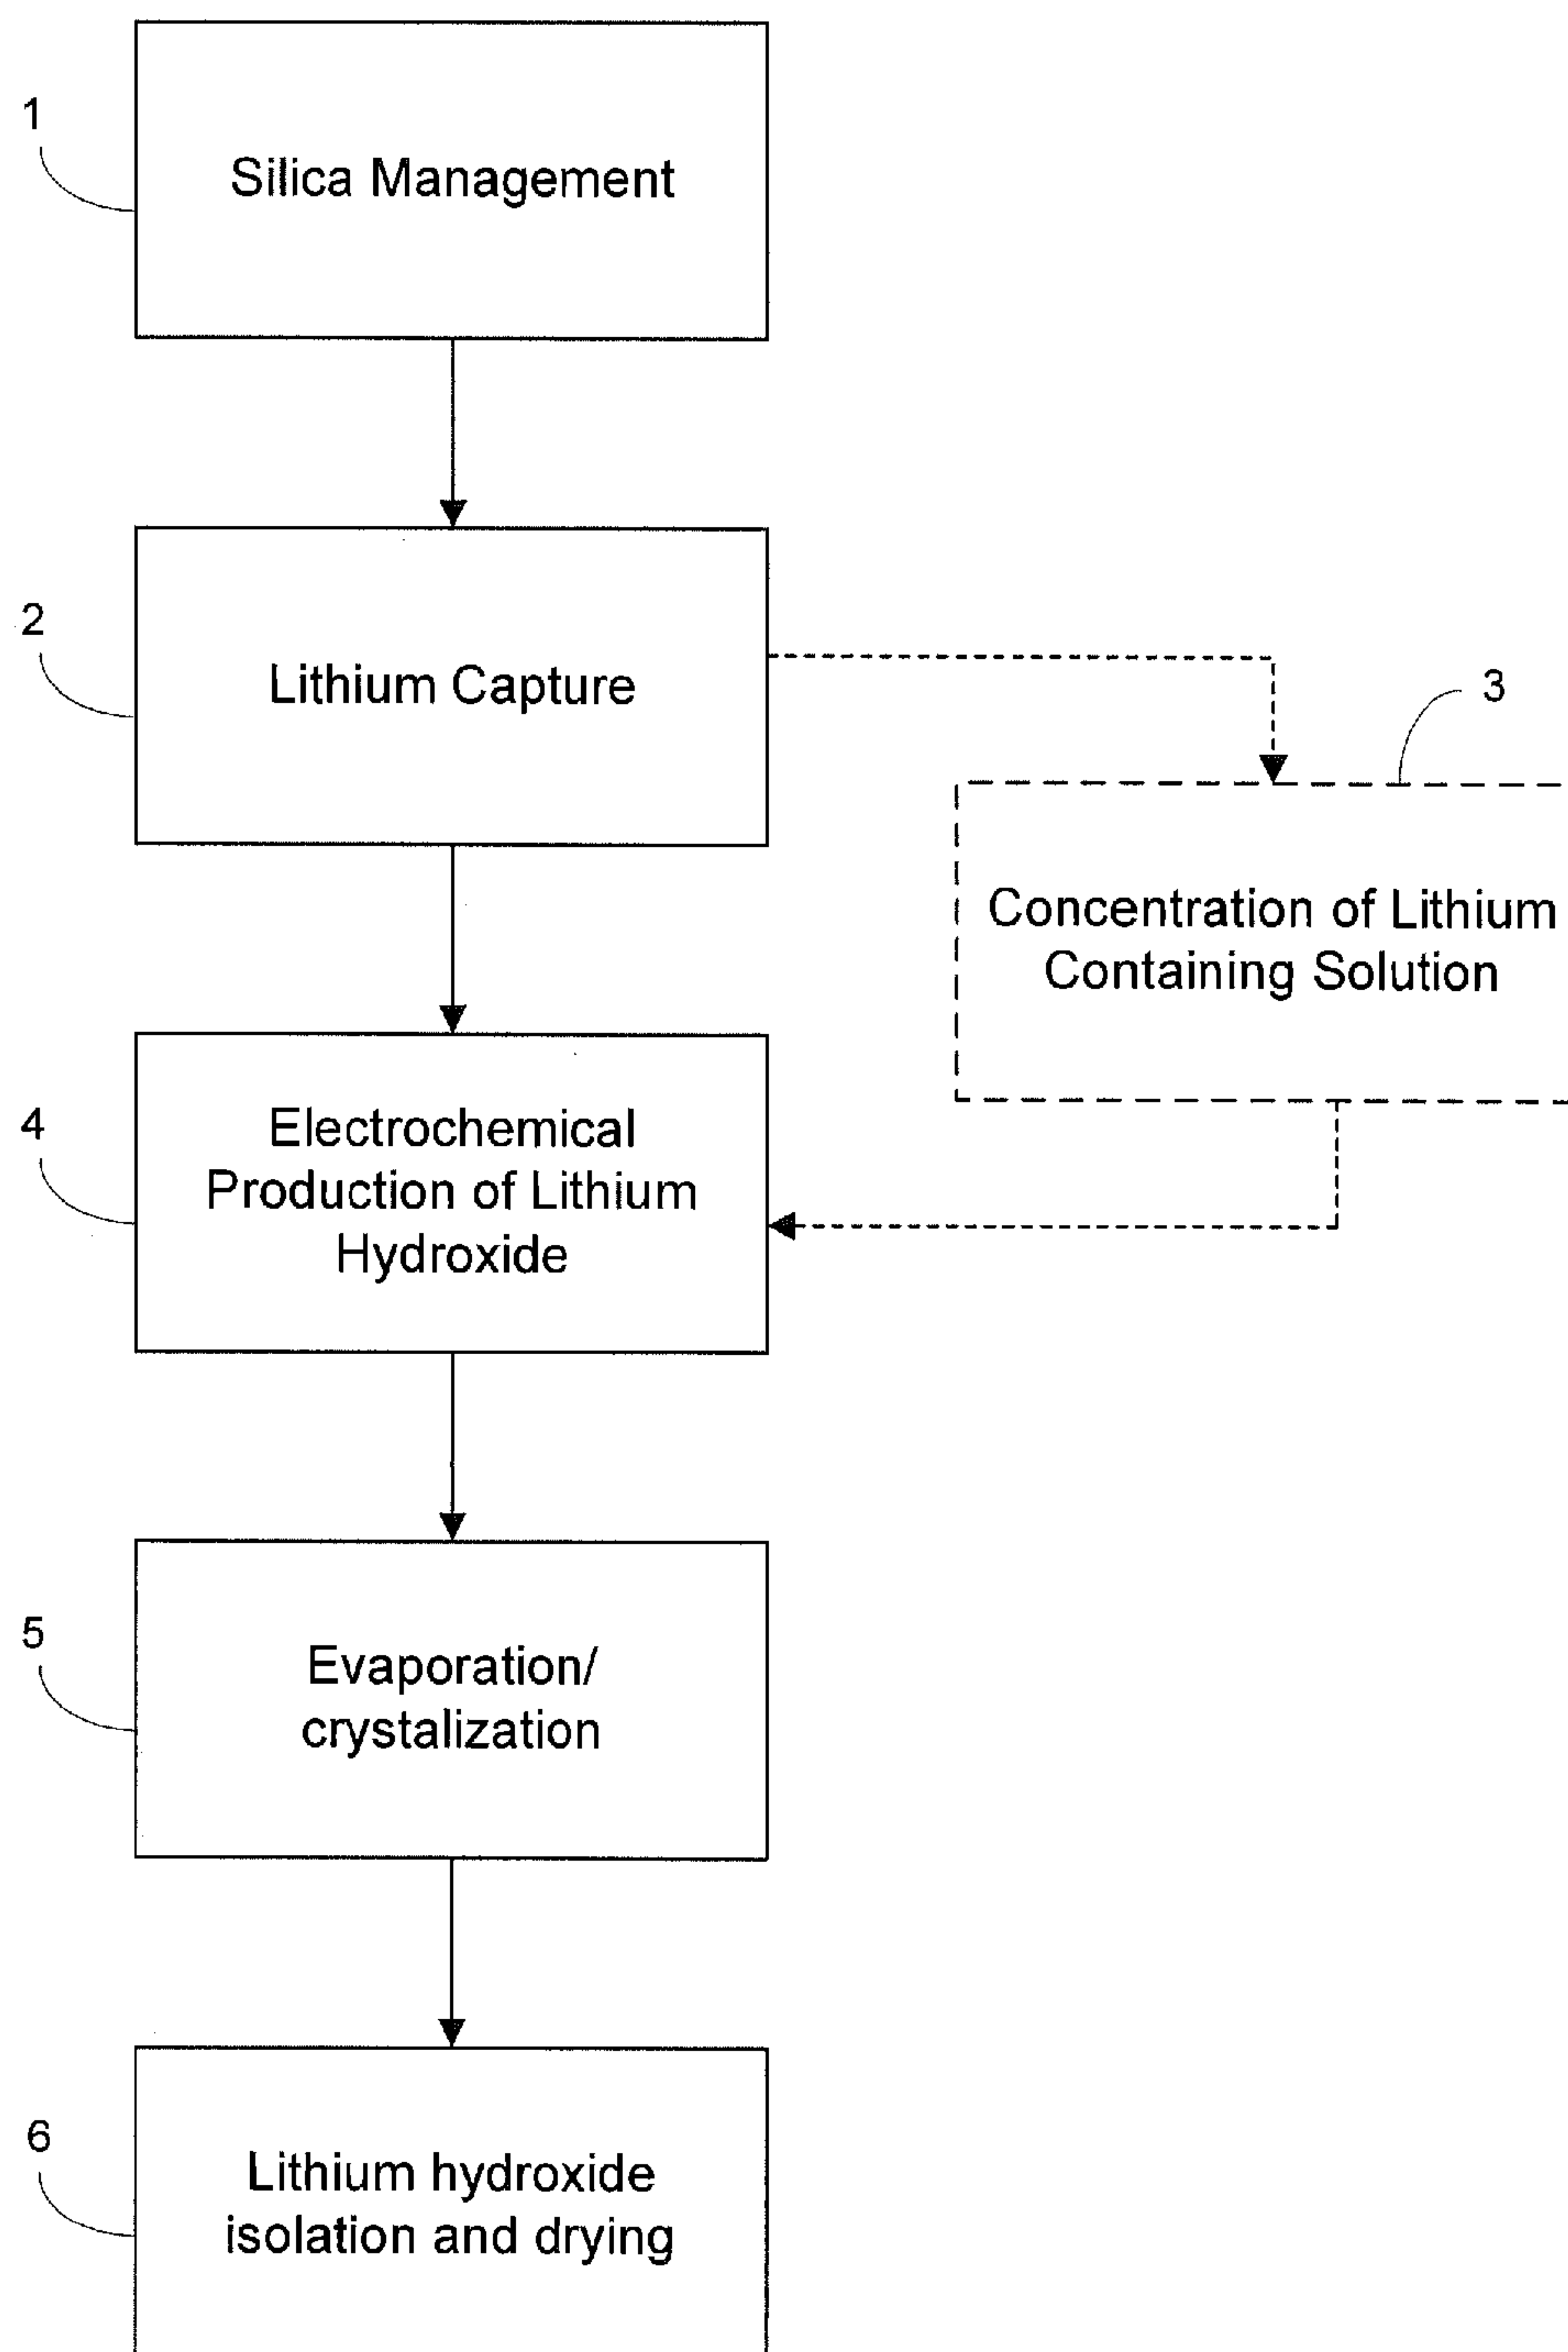 1
Silica Management
2
Lithium Capture
3
Concentration of Lithium
Containing Solution
4
Electrochemical
Production of Lithium
Hydroxide
5
Evaporation/
crystalization
6
Lithium hydroxide
isolation and drying